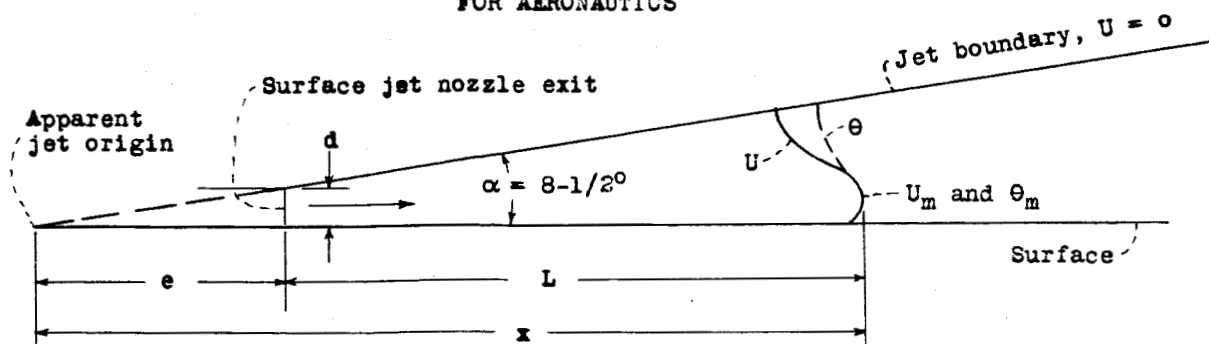 FOR AERONAUTICS
Jet boundary, U = o
Surface jet nozzle exit
Apparent
jet origin
d
θ
U
α = 8-1/2°
U_m and θ_m
Surface
e
L
x